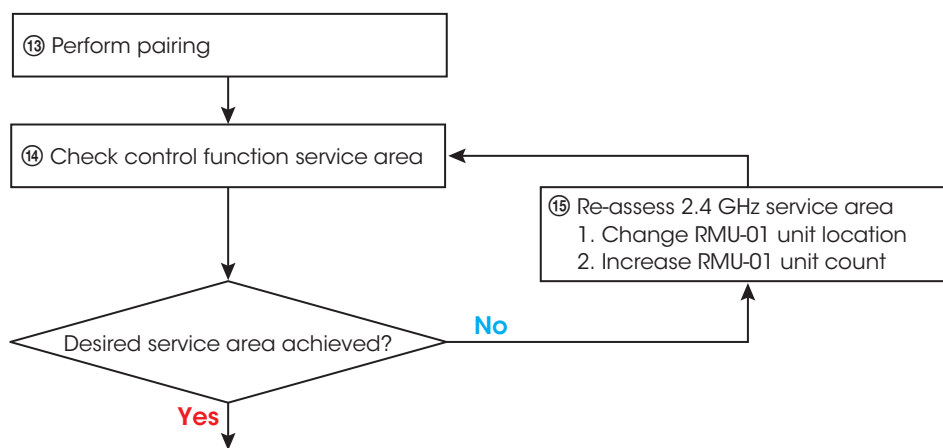 ⑬ Perform pairing
⑭ Check control function service area
⑮ Re-assess 2.4 GHz service area
1. Change RMU-01 unit location
2. Increase RMU-01 unit count
Desired service area achieved?
No
Yes